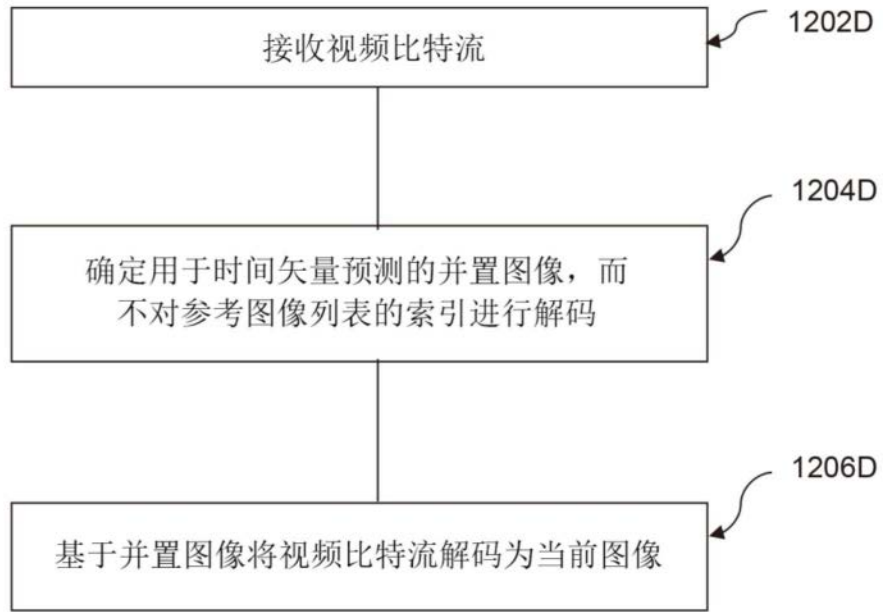 接收视频比特流
1202D
1204D
确定用于时间矢量预测的并置图像，而
不对参考图像列表的索引进行解码
1206D
基于并置图像将视频比特流解码为当前图像